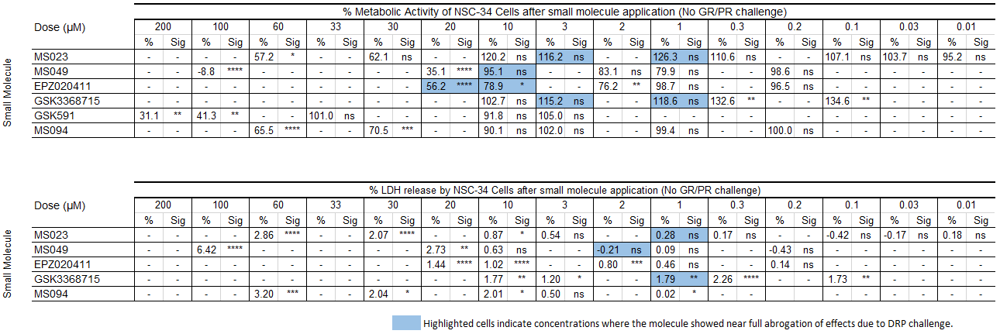 % Metabolic Activity of NSC-34 Cells after small molecule application (No GR/PR challenge)
Dose (µM) 200 100 60 33 30 20 10 3 2 1 0.3 0.2 0.1 0.03 0.01
% Sig % Sig % Sig % Sig % Sig % Sig % Sig % Sig % Sig % Sig % Sig % Sig % Sig % Sig % Sig
Small Molecule
MS023 - - - - 57.2 * - - 62.1 ns - - 120.2 ns 116.2 ns - - 126.3 ns 110.6 ns - - 107.1 ns 103.7 ns 95.2 ns
MS049 - - -8.8 **** - - - - - - 35.1 **** 95.1 ns - - 83.1 ns 79.9 ns - - 98.6 ns - - - - - -
EPZ020411 - - - - - - - - - - 56.2 **** 78.9 * - - 76.2 ** 98.7 ns - - 96.5 ns - - - - - -
GSK3368715 - - - - - - - - - - - - 102.7 ns 115.2 ns - - 118.6 ns 132.6 ** - - 134.6 ** - - - -
GSK591 31.1 ** 41.3 ** - - 101.0 ns - - - - 91.8 ns 105.0 ns - - - - - - - - - - - - - -
MS094 - - - - 65.5 **** - - 70.5 *** - - 90.1 ns 102.0 ns - - 99.4 ns - - 100.0 ns - - - - - -
% LDH release by NSC-34 Cells after small molecule application (No GR/PR challenge)
Dose (µM) 200 100 60 33 30 20 10 3 2 1 0.3 0.2 0.1 0.03 0.01
% Sig % Sig % Sig % Sig % Sig % Sig % Sig % Sig % Sig % Sig % Sig % Sig % Sig % Sig % Sig
Small Molecule
MS023 - - - - 2.86 **** - - 2.07 **** - - 0.87 * 0.54 ns - - 0.28 ns 0.17 ns - - -0.42 ns -0.17 ns 0.18 ns
MS049 - - 6.42 **** - - - - - - 2.73 ** 0.63 ns - - -0.21 ns 0.09 ns - - -0.43 ns - - - - - -
EPZ020411 - - - - - - - - - - 1.44 **** 1.02 **** - - 0.80 *** 0.46 ns - - 0.14 ns - - - - - -
GSK3368715 - - - - - - - - - - - - 1.77 ** 1.20 * - - 1.79 ** 2.26 **** - - 1.73 ** - - - -
MS094 - - - - 3.20 *** - - 2.04 * - - 2.01 * 0.50 ns - - 0.02 * - - - - - - - - - -
Highlighted cells indicate concentrations where the molecule showed near full abrogation of effects due to DRP challenge.